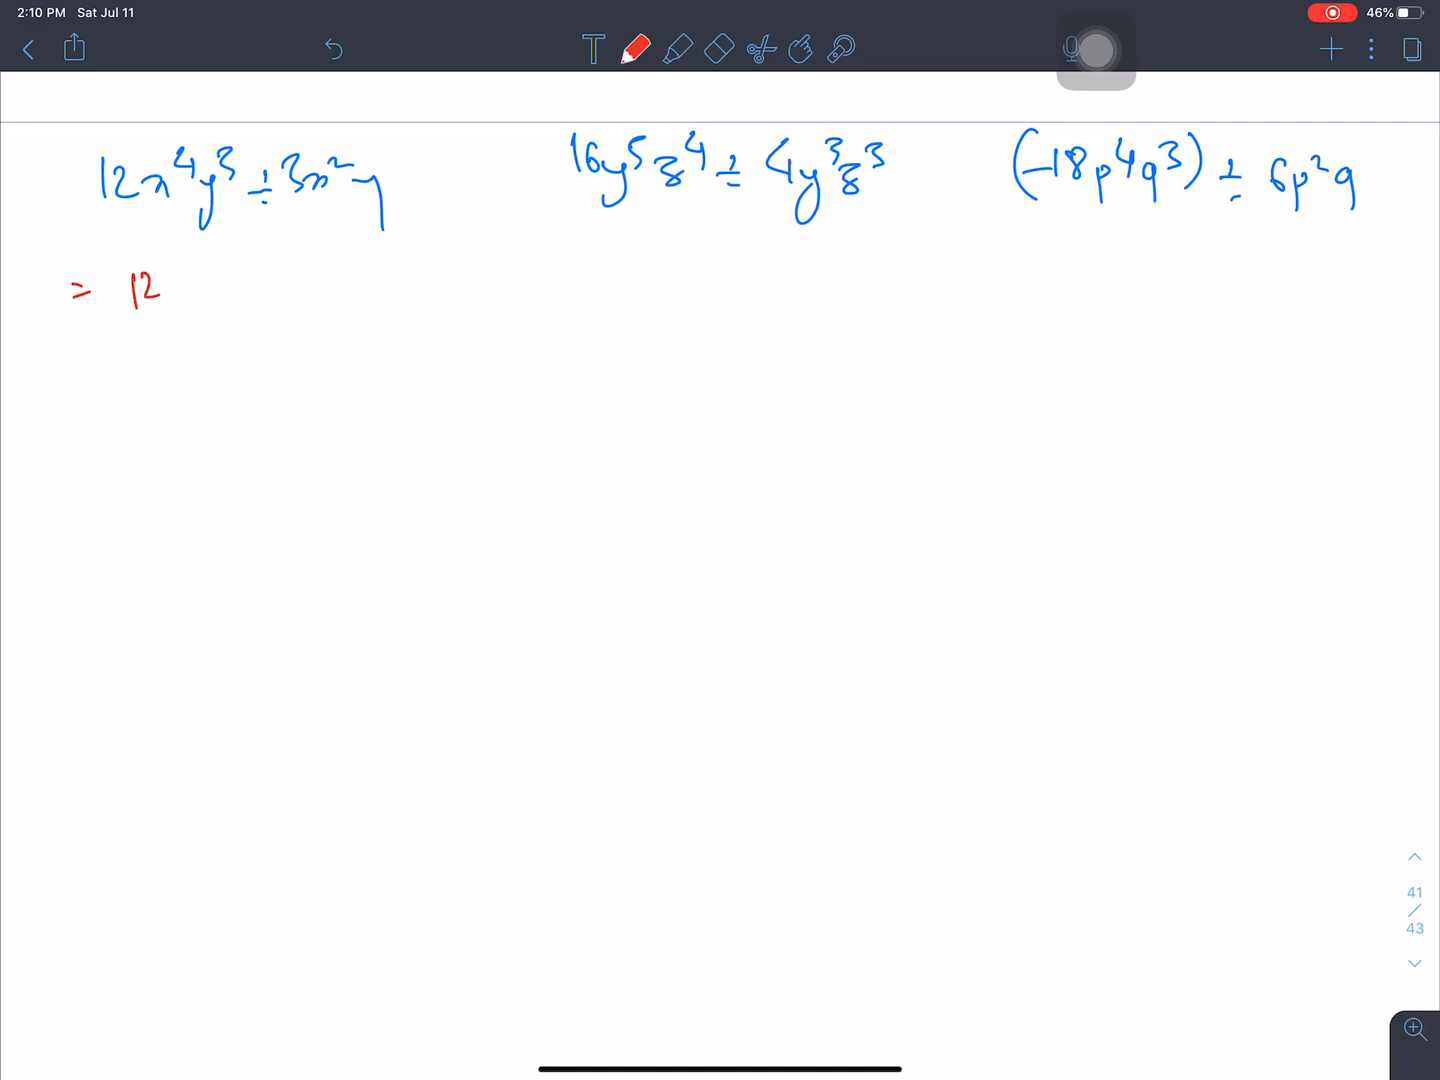 2:10 PM Sat Jul 11
46%
T
12x⁴y³ ÷ 3x²y
16y⁵z⁴ ÷ 4y³z³
(-18p⁴q³) ÷ 6p²q
= 12
41
/
43